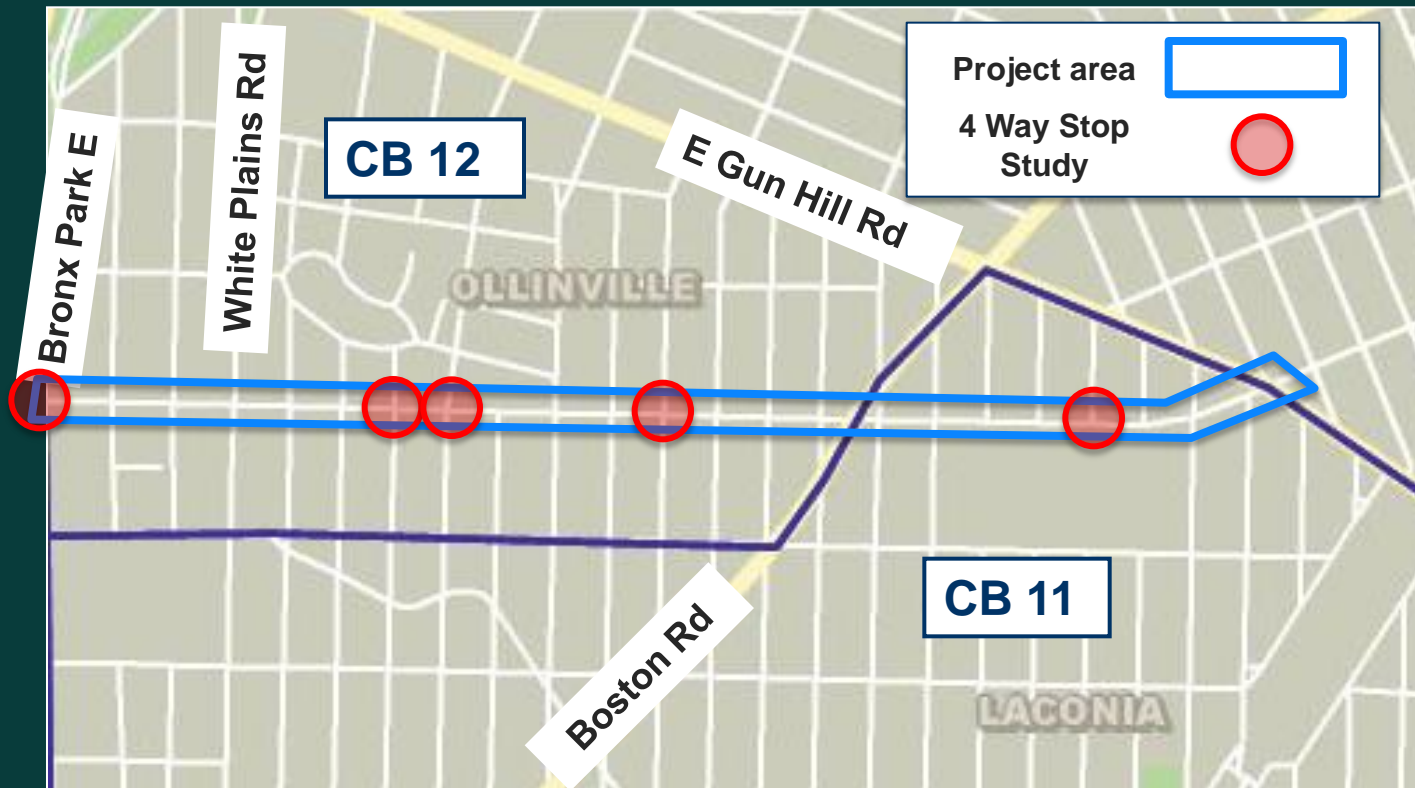 Project area
4 Way Stop
Study
White Plains Rd
Bronx Park E
CB 12
E Gun Hill Rd
OLLINVILLE
CB 11
Boston Rd
LACONIA